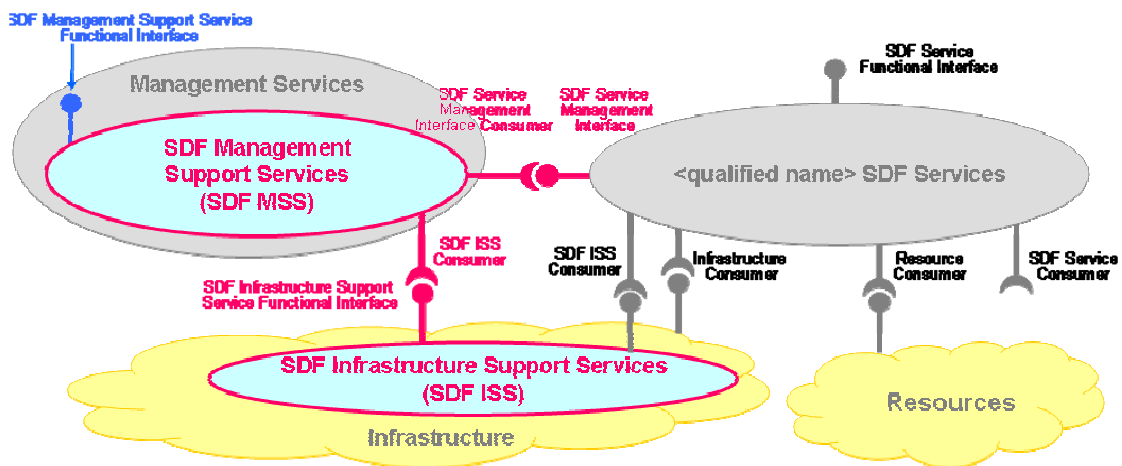 SDF Management Support Service
Functional Interface
Management Services
SDF Management
Support Services
(SDF MSS)
SDF Service
Management
Interface Consumer
SDF Service
Management
Interface
SDF Service
Functional Interface
<qualified name> SDF Services
SDF ISS
Consumer
SDF Infrastructure Support
Service Functional Interface
SDF ISS
Consumer
Infrastructure
Consumer
Resource
Consumer
SDF Service
Consumer
SDF Infrastructure Support Services
(SDF ISS)
Infrastructure
Resources